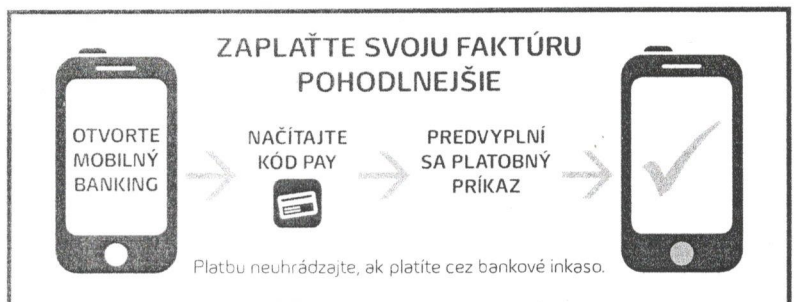 ZAPLAŤTE SVOJU FAKTÚRU
POHODLNEJŠIE
OTVORTE
MOBILNÝ
BANKING
NAČÍTAJTE
KÓD PAY
PREDVYPLNÍ
SA PLATOBNÝ
PRÍKAZ
Platbu neuhrádzajte, ak platíte cez bankové inkaso.